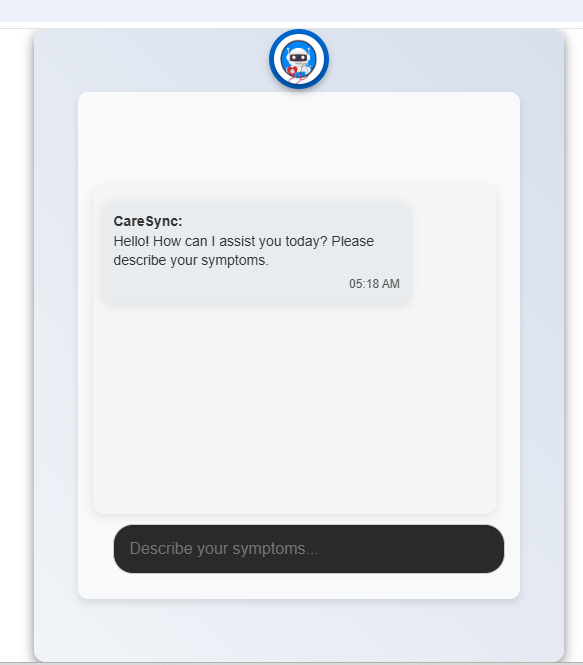 CareSync:
Hello! How can I assist you today? Please
describe your symptoms.
05:18 AM
Describe your symptoms...